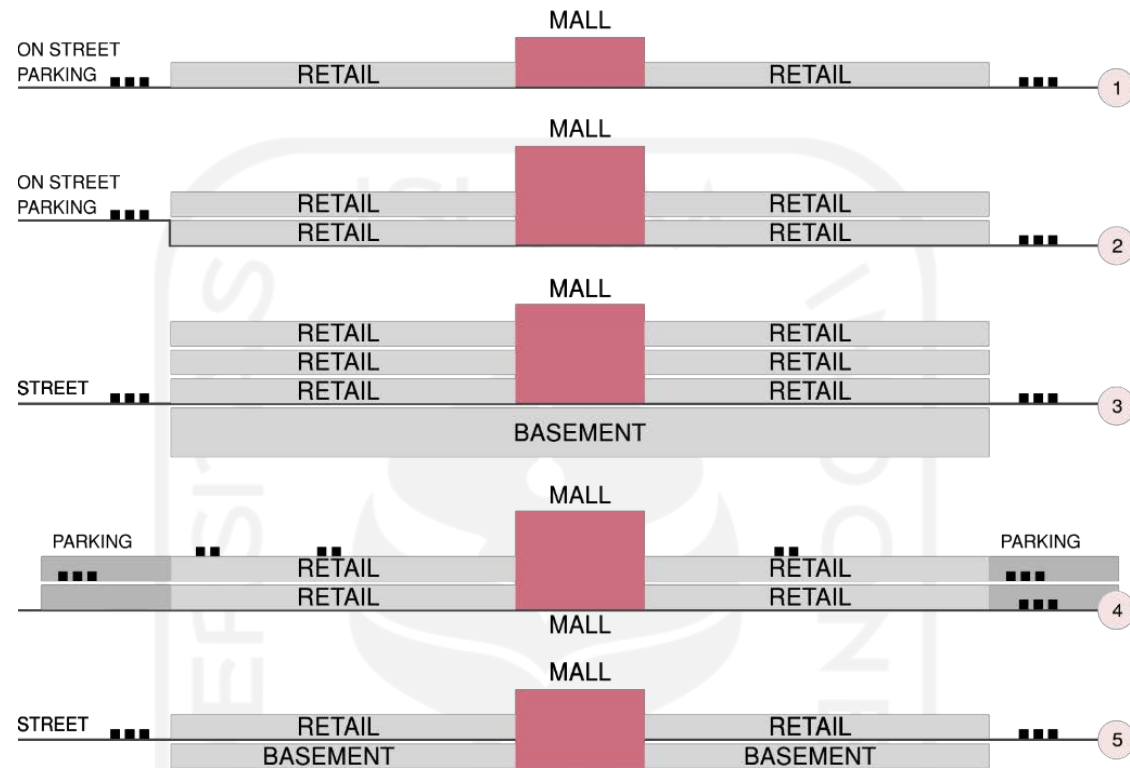 MALL
ON STREET
PARKING
RETAIL RETAIL
1
MALL
ON STREET
PARKING
RETAIL RETAIL
RETAIL RETAIL
2
MALL
RETAIL RETAIL
RETAIL RETAIL
STREET RETAIL RETAIL
3
BASEMENT
MALL
PARKING PARKING
RETAIL RETAIL
RETAIL RETAIL
4
MALL
MALL
STREET RETAIL RETAIL
5
BASEMENT BASEMENT